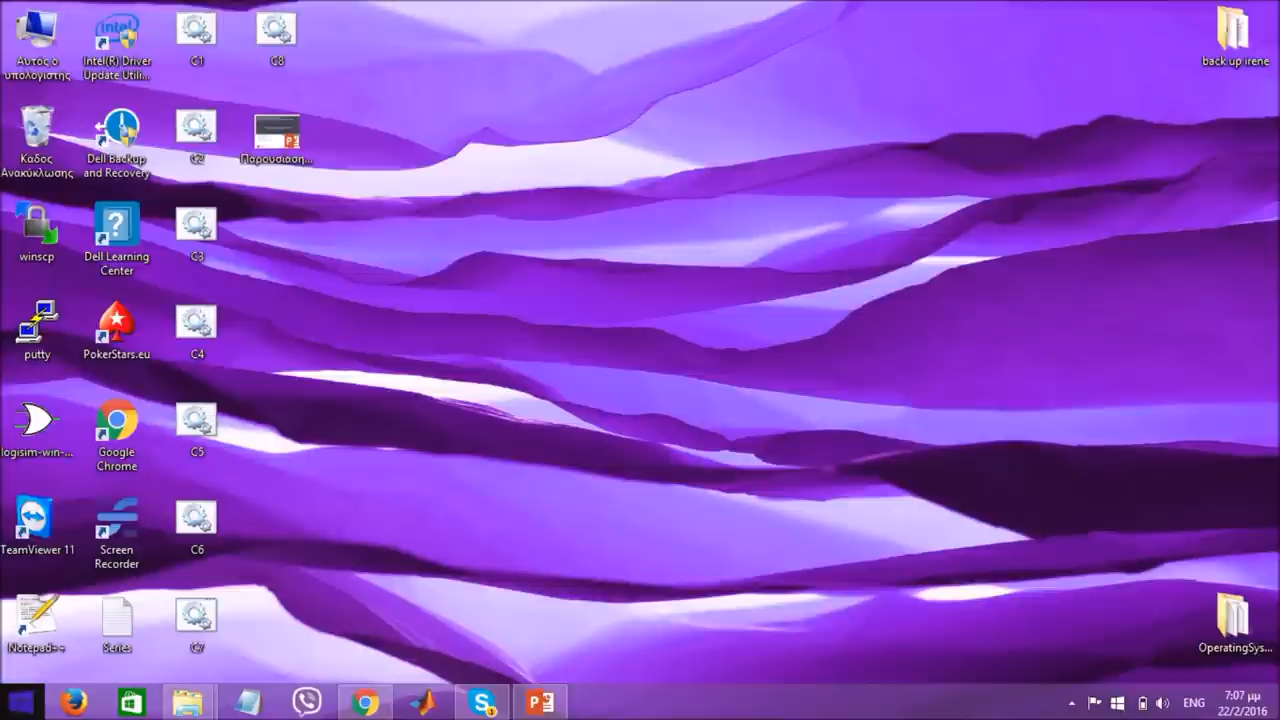 Αυτός ο
υπολογιστής
intel
Intel(R) Driver
Update Utili...
C1
C8
back up irene
Κάδος
Ανακύκλωσης
Dell Backup
and Recovery
C2
Παρουσίαση...
winscp
Dell Learning
Center
C3
putty
PokerStars.eu
C4
logisim-win-...
Google
Chrome
C5
TeamViewer 11
Screen
Recorder
C6
Notepad++
Series
C7
OperatingSys...
ENG
7:07 μμ
22/2/2016